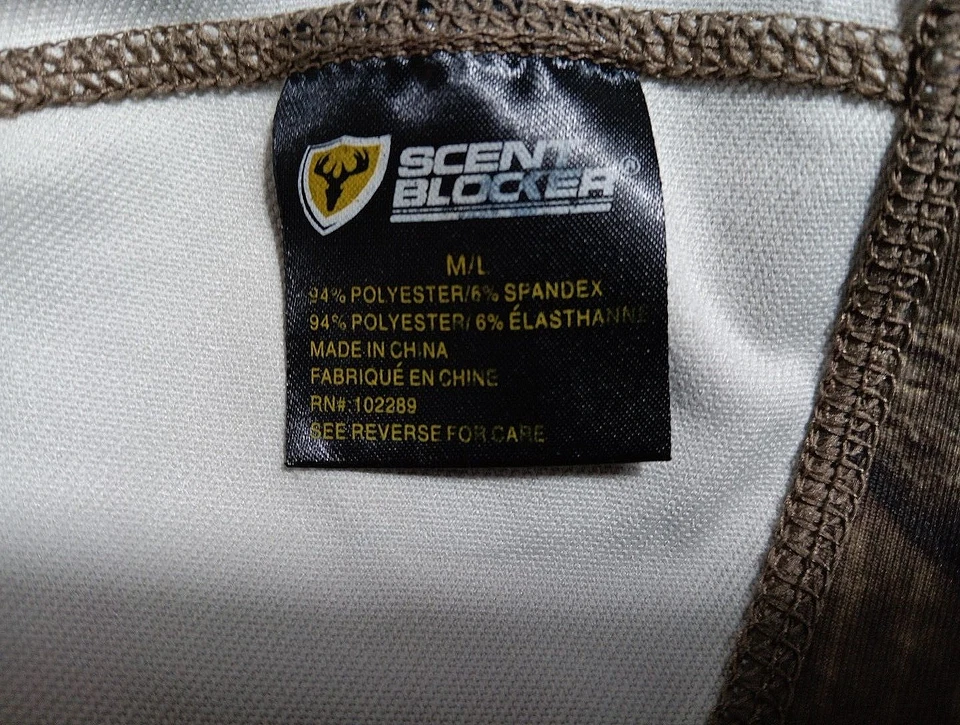 SCENT
BLOCKER®
M/L
94% POLYESTER/6% SPANDEX
94% POLYESTER/6% ÉLASTHANNE
MADE IN CHINA
FABRIQUÉ EN CHINE
RN#:102289
SEE REVERSE FOR CARE